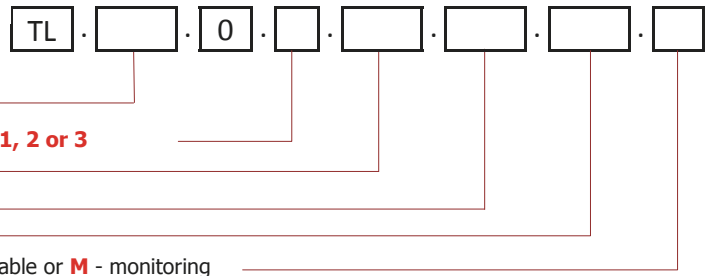 TL . . 0 . . . . .
1, 2 or 3
able or M - monitoring